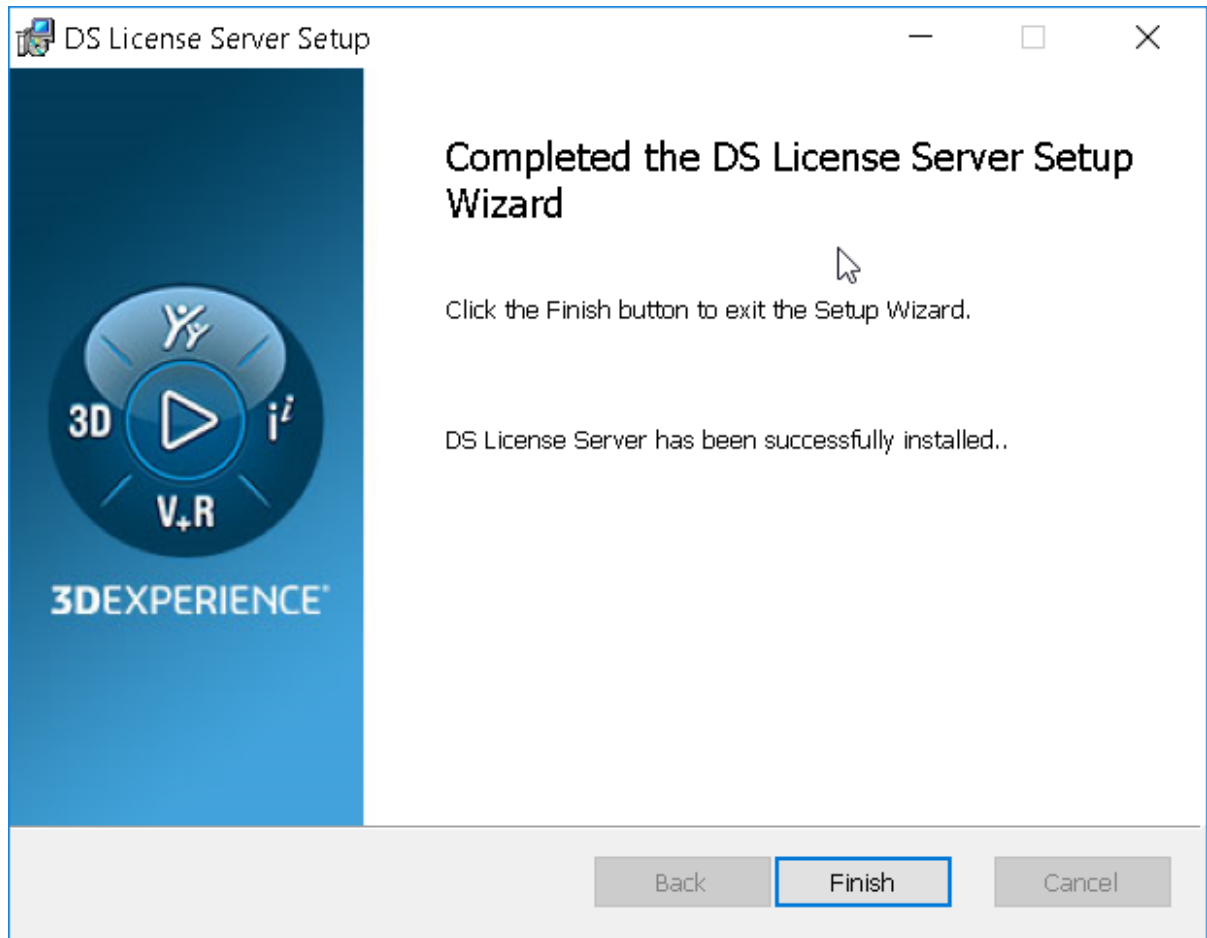 DS License Server Setup
Completed the DS License Server Setup
Wizard
Click the Finish button to exit the Setup Wizard.
DS License Server has been successfully installed..
3D
iⁱ
V+R
3DEXPERIENCE®
Back
Finish
Cancel